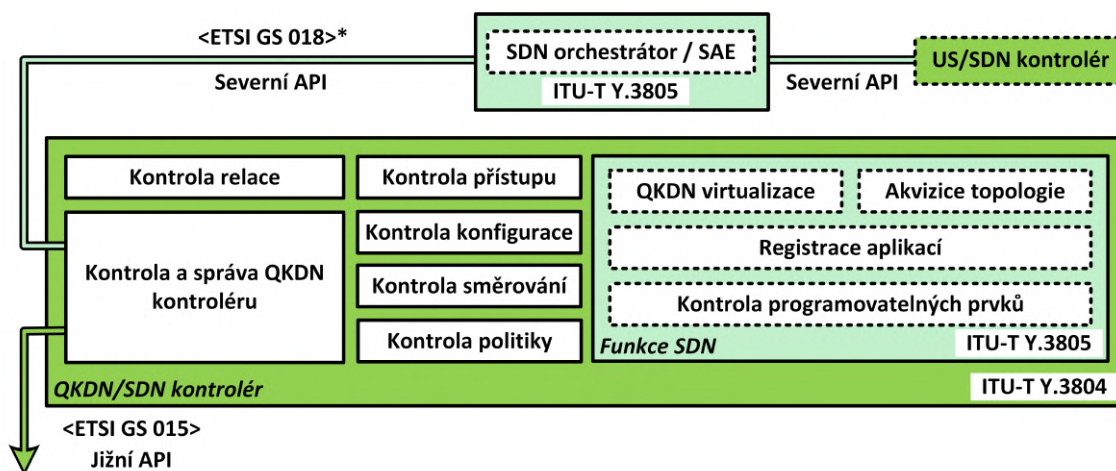 <ETSI GS 018>*
Severní API
SDN orchestrátor / SAE
ITU-T Y.3805
Severní API
US/SDN kontrolér
Kontrola relace
Kontrola a správa QKDN
kontroléru
Kontrola přístupu
Kontrola konfigurace
Kontrola směrování
Kontrola politiky
QKDN virtualizace
Akvizice topologie
Registrace aplikací
Kontrola programovatelných prvků
Funkce SDN
ITU-T Y.3805
QKDN/SDN kontrolér
ITU-T Y.3804
<ETSI GS 015>
Jižní API